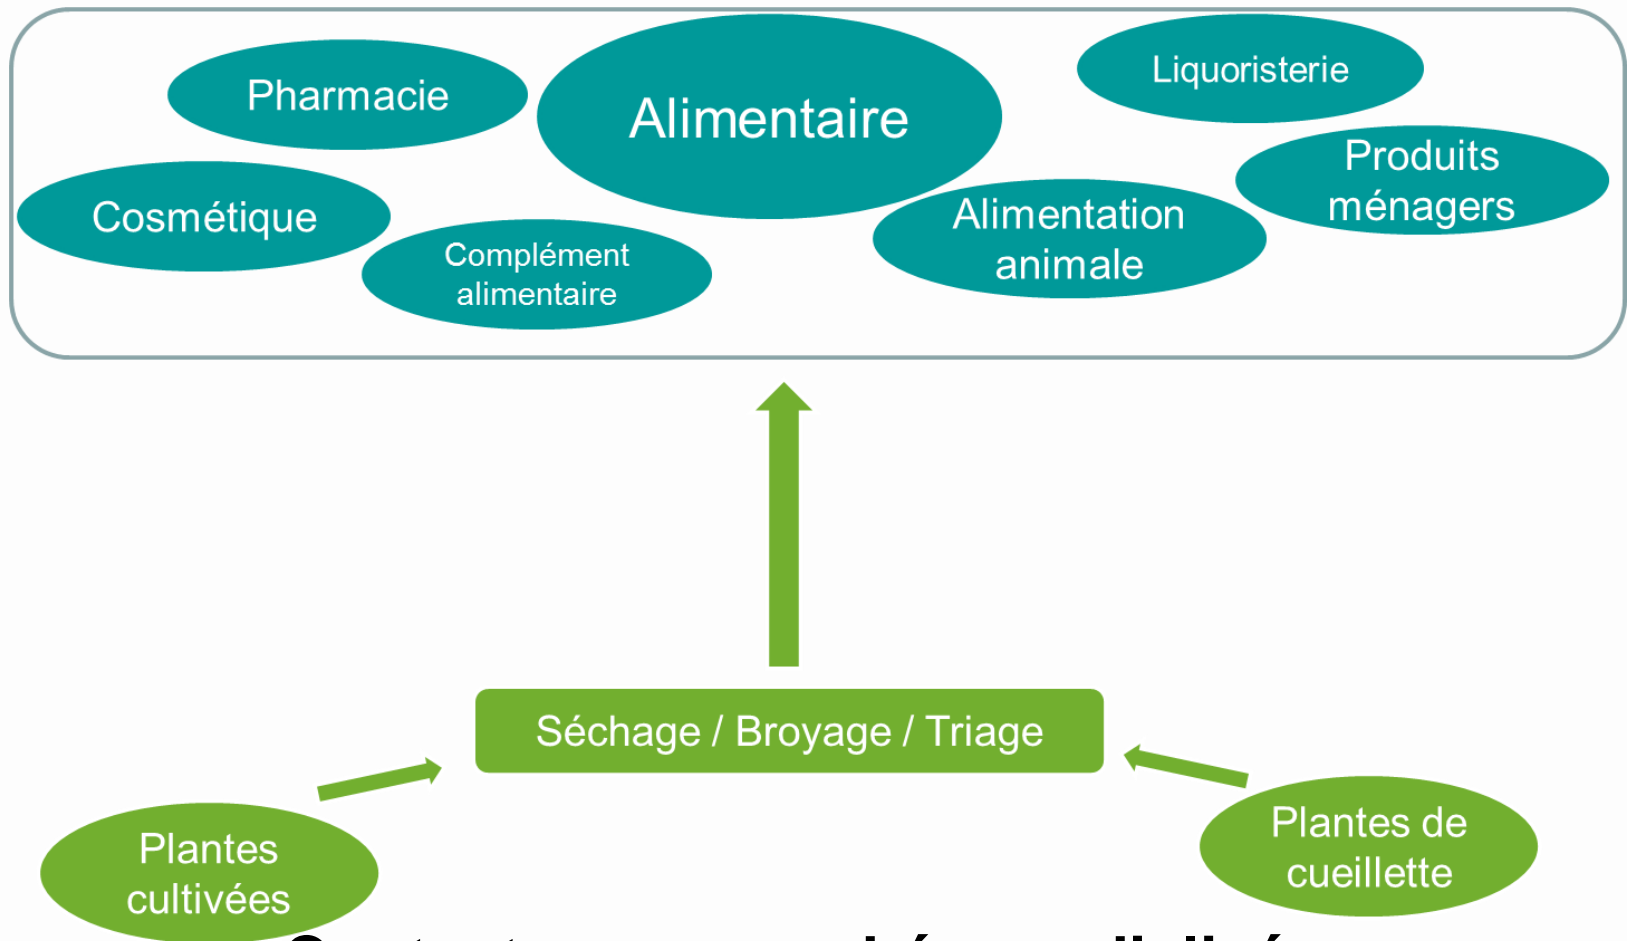 Pharmacie
Alimentaire
Liquoristerie
Produits
ménagers
Cosmétique
Alimentation
animale
Complément
alimentaire
Séchage / Broyage / Triage
Plantes
cultivées
Plantes de
cueillette